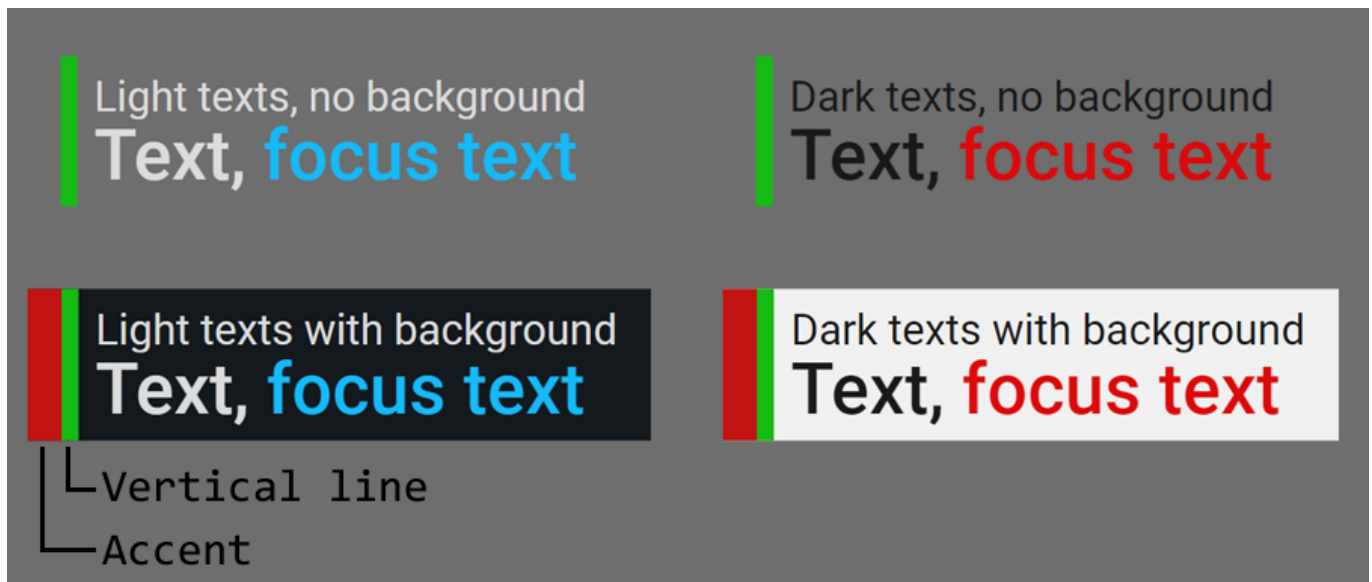 Light texts, no background
Text, focus text
Dark texts, no background
Text, focus text
Light texts with background
Text, focus text
Dark texts with background
Text, focus text
Vertical line
Accent